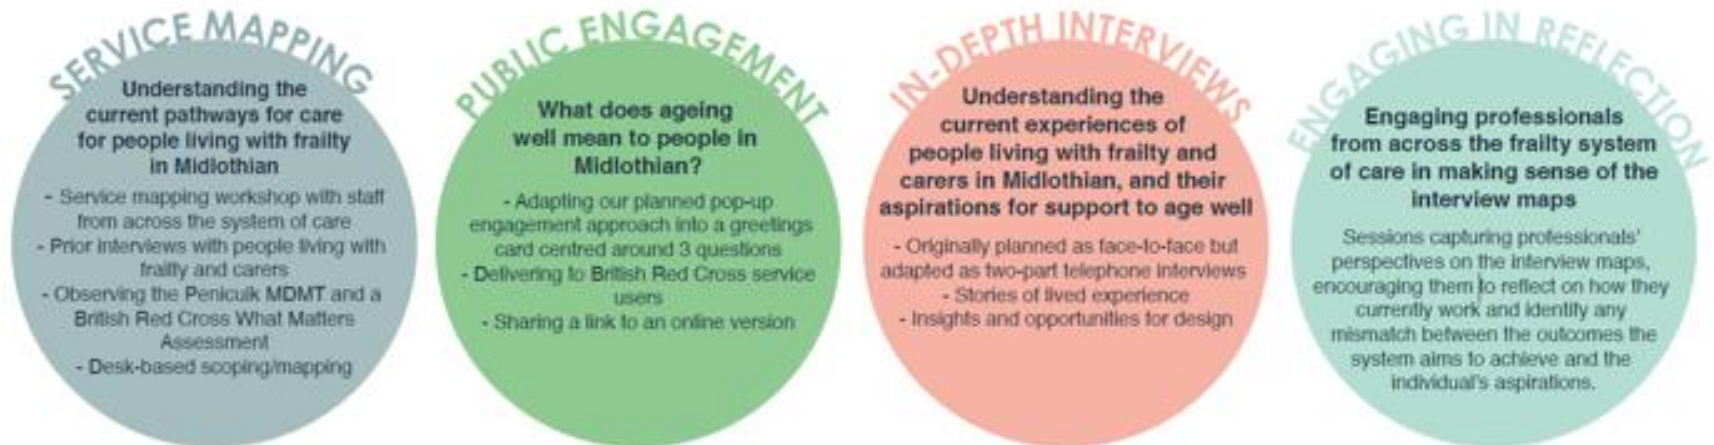 SERVICE MAPPING
Understanding the
current pathways for care
for people living with frailty
in Midlothian
- Service mapping workshop with staff
from across the system of care
- Prior interviews with people living with
frailty and carers
- Observing the Penicuik MDMT and a
British Red Cross What Matters
Assessment
- Desk-based scoping/mapping
PUBLIC ENGAGEMENT
What does ageing
well mean to people in
Midlothian?
- Adapting our planned pop-up
engagement approach into a greetings
card centred around 3 questions
- Delivering to British Red Cross service
users
- Sharing a link to an online version
IN-DEPTH INTERVIEWS
Understanding the
current experiences of
people living with frailty and
carers in Midlothian, and their
aspirations for support to age well
- Originally planned as face-to-face but
adapted as two-part telephone interviews
- Stories of lived experience
- Insights and opportunities for design
ENGAGING IN REFLECTION
Engaging professionals
from across the frailty system
of care in making sense of the
interview maps
Sessions capturing professionals'
perspectives on the interview maps,
encouraging them to reflect on how they
currently work and identify any
mismatch between the outcomes the
system aims to achieve and the
individual's aspirations.